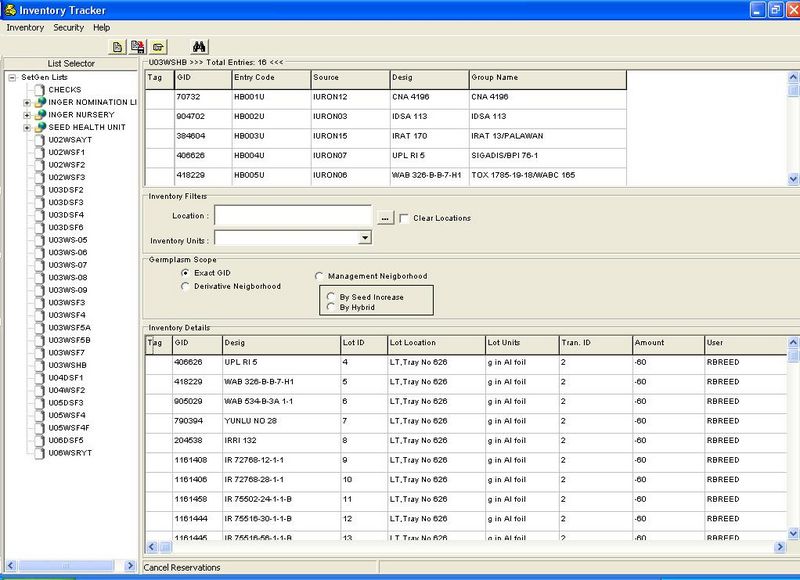 Inventory Tracker
Inventory Security Help
List Selector
SetGen Lists
CHECKS
INGER NOMINATION LI
INGER NURSERY
SEED HEALTH UNIT
U02WSAYT
U02WSF1
U02WSF2
U02WSF3
U03DSF2
U03DSF3
U03DSF4
U03DSF6
U03WS-05
U03WS-06
U03WS-07
U03WS-08
U03WS-09
U03WSF3
U03WSF4
U03WSF5A
U03WSF5B
U03WSF7
U03WSHB
U04DSF1
U04WSF2
U05DSF3
U05WSF4
U05WSF4F
U06DSF5
U06WSRYT
U03WSHB >>> Total Entries: 16 <<<
Tag GID Entry Code Source Desig Group Name
70732 HB001U IURON12 CNA 4196 CNA 4196
904702 HB002U IURON03 IDSA 113 IDSA 113
384604 HB003U IURON15 IRAT 170 IRAT 13/PALAWAN
406626 HB004U IURON07 UPL RI 5 SIGADIS/BPI 76-1
418229 HB005U IURON06 WAB 326-B-B-7-H1 TOX 1785-19-18/WABC 165
Inventory Filters
Location :
... Clear Locations
Inventory Units :
Germplasm Scope
Exact GID Management Neigborhood
Derivative Neigborhood
By Seed Increase
By Hybrid
Inventory Details
Tag GID Desig Lot ID Lot Location Lot Units Tran. ID Amount User
406626 UPL RI 5 4 LT,Tray No 626 g in Al foil 2 -60 RBREED
418229 WAB 326-B-B-7-H1 5 LT,Tray No 626 g in Al foil 2 -60 RBREED
905029 WAB 534-B-3A 1-1 6 LT,Tray No 626 g in Al foil 2 -60 RBREED
790394 YUNLU NO 28 7 LT,Tray No 626 g in Al foil 2 -60 RBREED
204538 IRRI 132 8 LT,Tray No 626 g in Al foil 2 -60 RBREED
1161408 IR 72768-12-1-1 9 LT,Tray No 626 g in Al foil 2 -60 RBREED
1161406 IR 72768-28-1-1 10 LT,Tray No 626 g in Al foil 2 -60 RBREED
1161458 IR 75502-24-1-1-B 11 LT,Tray No 626 g in Al foil 2 -60 RBREED
1161444 IR 75516-30-1-1-B 12 LT,Tray No 626 g in Al foil 2 -60 RBREED
1161445 IR 75516-56-1-1-B 13 LT,Tray No 626 g in Al foil 2 -60 RBREED
Cancel Reservations